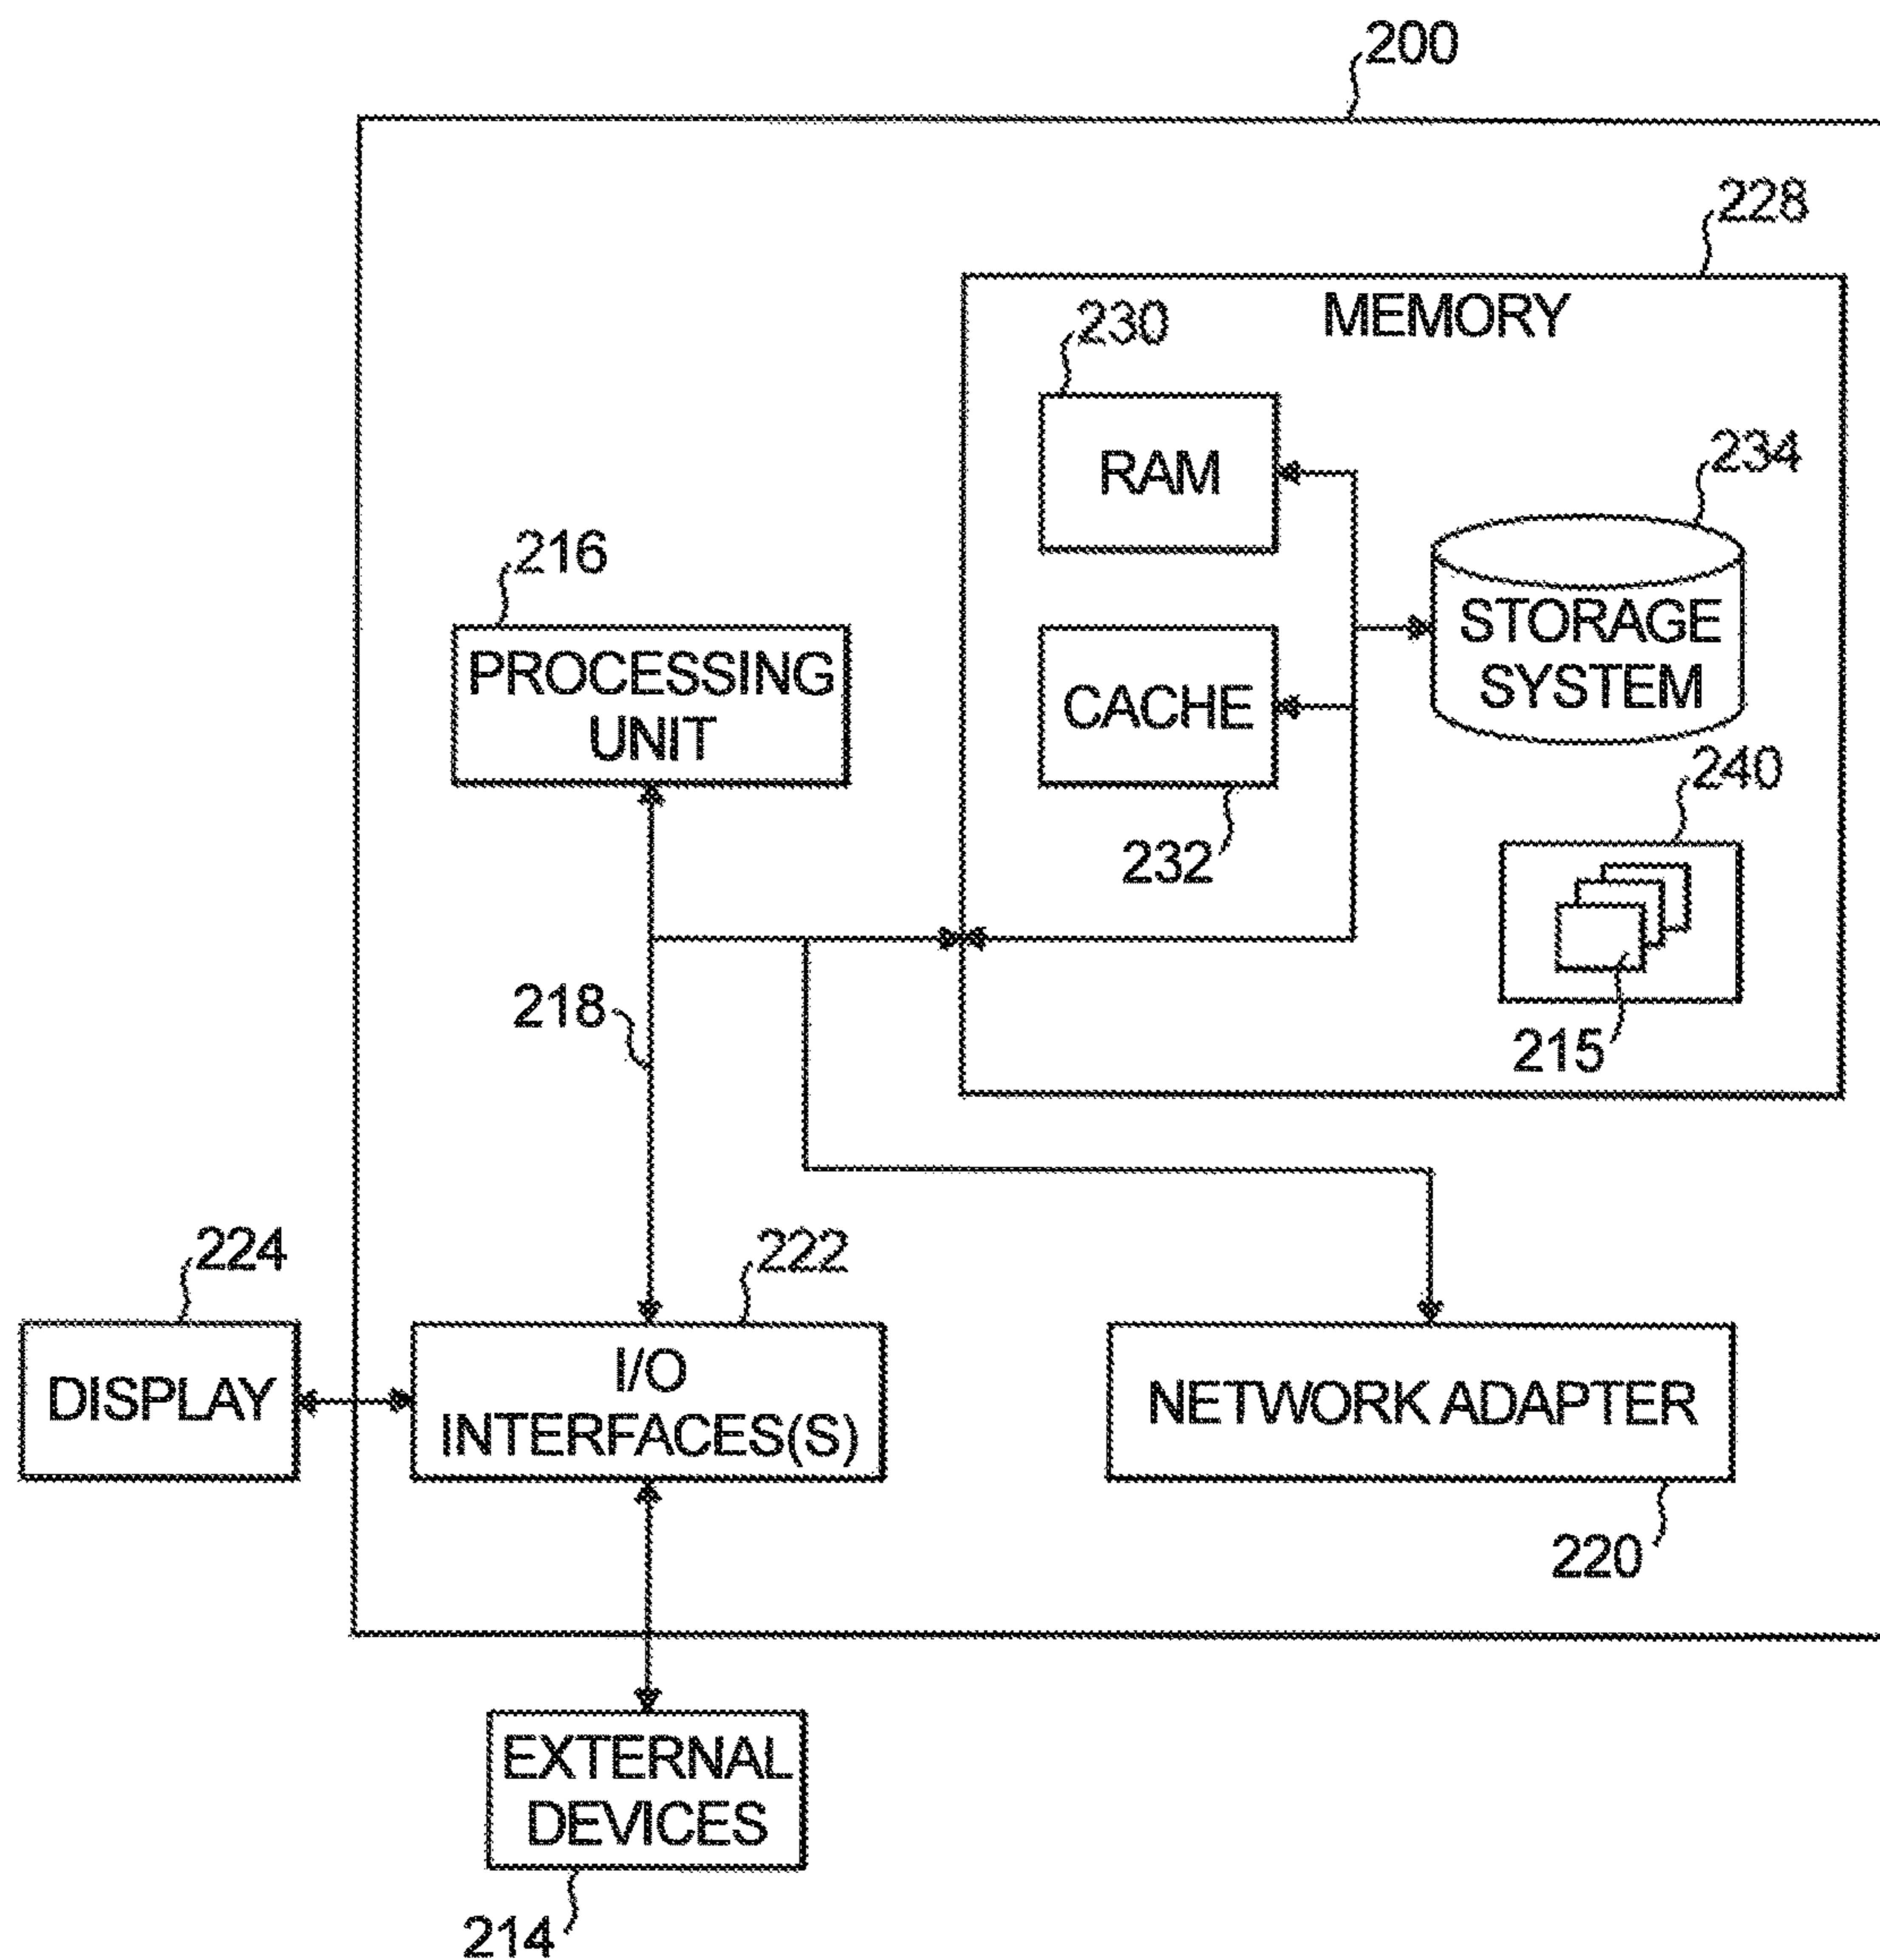 200
228
MEMORY
230
RAM
234
STORAGE
SYSTEM
216
PROCESSING
UNIT
CACHE
232
240
215
218
224
DISPLAY
222
I/O
INTERFACES(S)
NETWORK ADAPTER
220
EXTERNAL
DEVICES
214